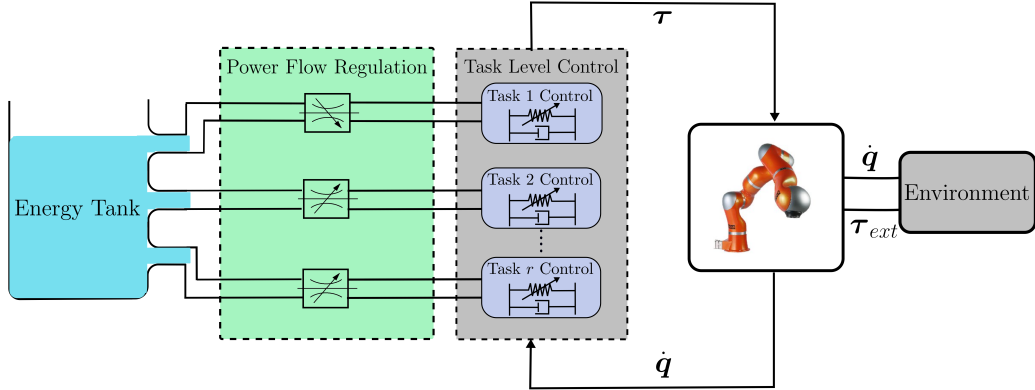 τ
Power Flow Regulation
Task Level Control
Task 1 Control
Energy Tank
Task 2 Control
Task r Control
q̇
Environment
τ_ext
q̇